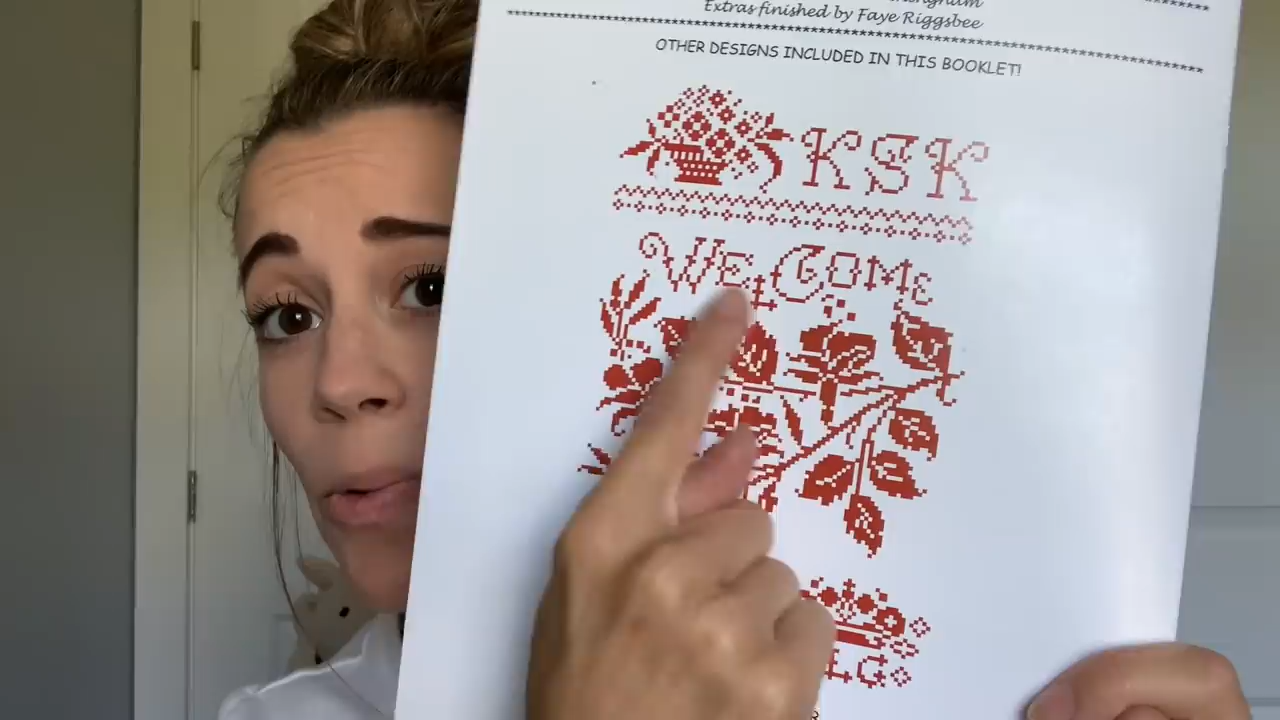 Extras finished by Faye Riggsbee
OTHER DESIGNS INCLUDED IN THIS BOOKLET!
KSK
WELCOME